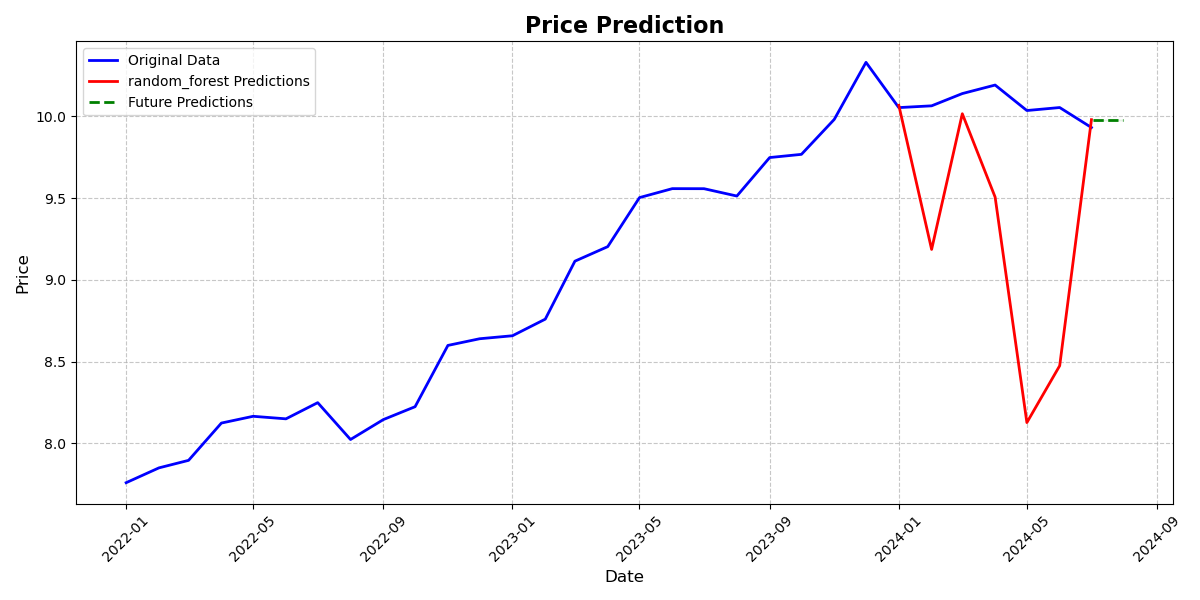 Price Prediction
Original Data
random_forest Predictions
Future Predictions
Price
10.0
9.5
9.0
8.5
8.0
2022-01
2022-05
2022-09
2023-01
2023-05
2023-09
2024-01
2024-05
2024-09
Date